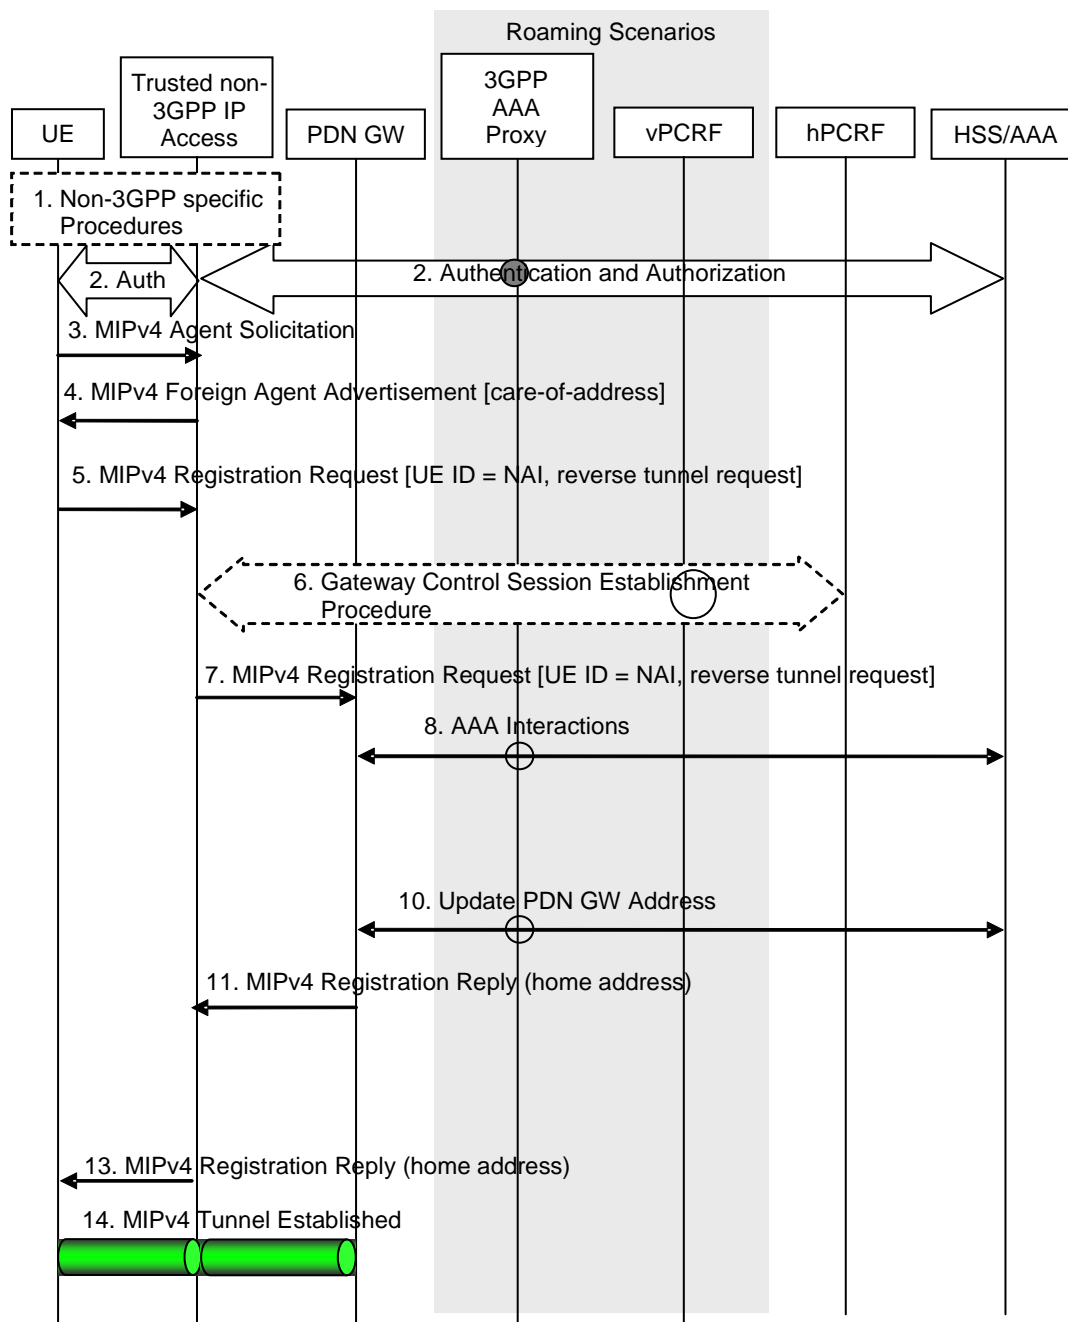 Roaming Scenarios
UE
Trusted non-
3GPP IP
Access
PDN GW
3GPP
AAA
Proxy
vPCRF
hPCRF
HSS/AAA
1. Non-3GPP specific
Procedures
2. Auth
2. Authentication and Authorization
3. MIPv4 Agent Solicitation
4. MIPv4 Foreign Agent Advertisement [care-of-address]
5. MIPv4 Registration Request [UE ID = NAI, reverse tunnel request]
6. Gateway Control Session Establishment
Procedure
7. MIPv4 Registration Request [UE ID = NAI, reverse tunnel request]
8. AAA Interactions
10. Update PDN GW Address
11. MIPv4 Registration Reply (home address)
13. MIPv4 Registration Reply (home address)
14. MIPv4 Tunnel Established